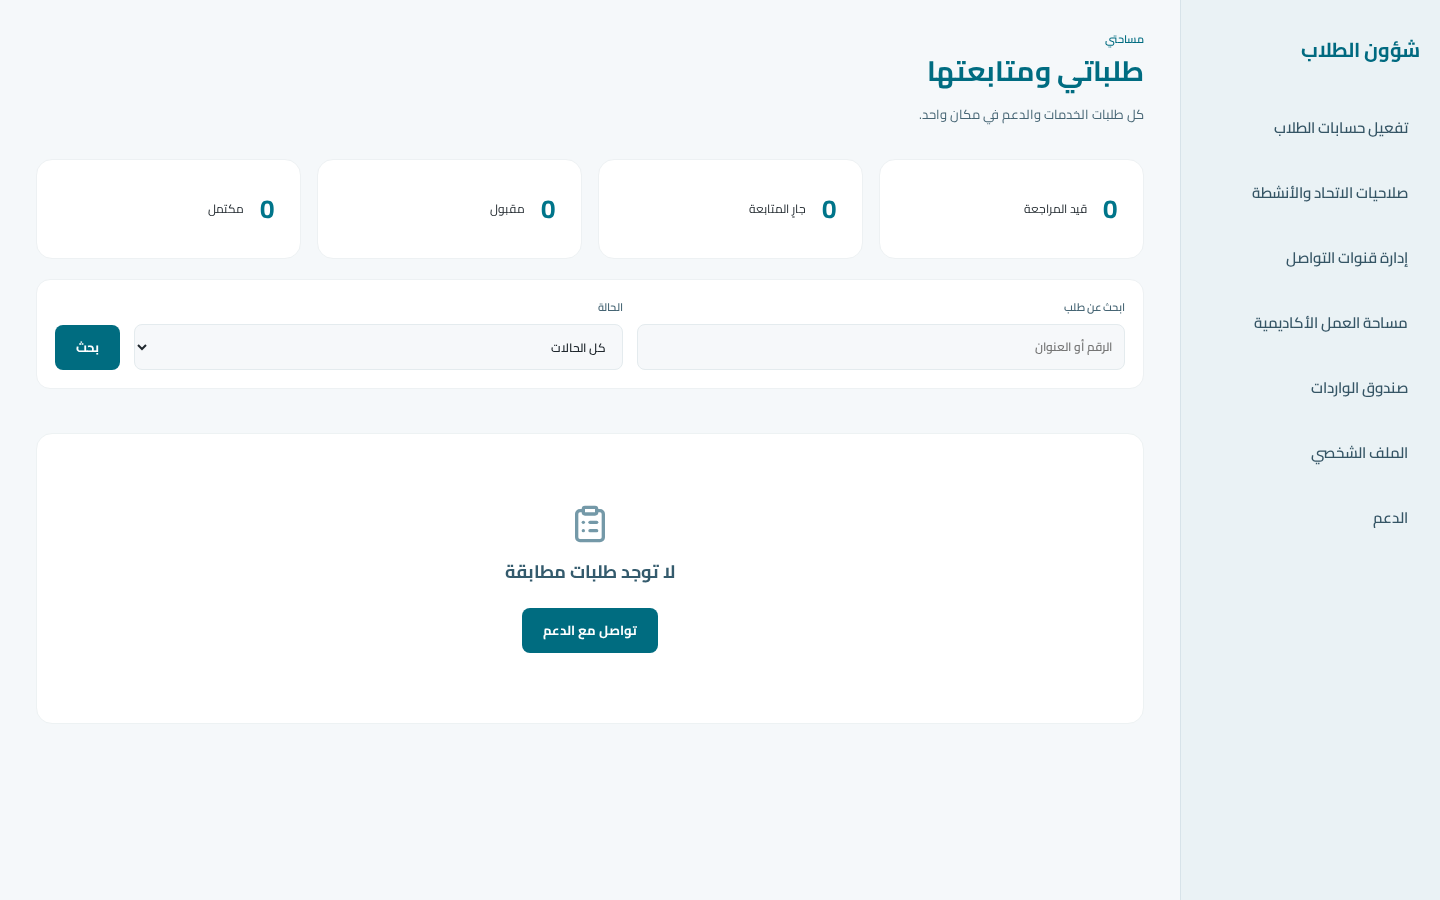 شؤون الطلاب
تفعيل حسابات الطلاب
صلاحيات الاتحاد والأنشطة
إدارة قنوات التواصل
مساحة العمل الأكاديمية
صندوق الواردات
الملف الشخصي
الدعم
مساحتي
طلباتي ومتابعتها
كل طلبات الخدمات والدعم في مكان واحد.
0 قيد المراجعة
0 جارٍ المتابعة
0 مقبول
0 مكتمل
ابحث عن طلب
الرقم أو العنوان
الحالة
كل الحالات
بحث
لا توجد طلبات مطابقة
تواصل مع الدعم